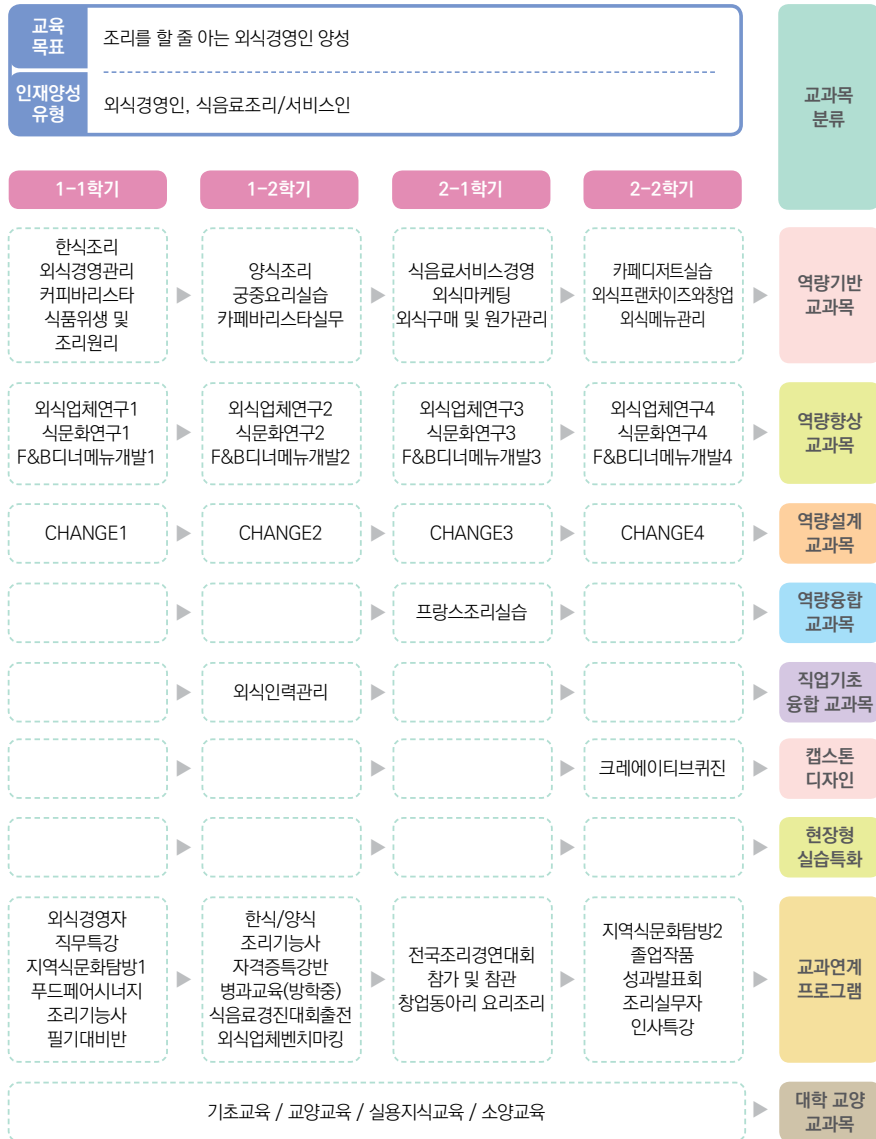 교육
목표
조리를 할 줄 아는 외식경영인 양성
인재양성
유형
외식경영인, 식음료조리/서비스인
교과목
분류
1-1학기
1-2학기
2-1학기
2-2학기
한식조리
외식경영관리
커피바리스타
식품위생 및
조리원리
양식조리
궁중요리실습
카페바리스타실무
식음료서비스경영
외식마케팅
외식구매 및 원가관리
카페디저트실습
외식프랜차이즈와창업
외식메뉴관리
역량기반
교과목
외식업체연구1
식문화연구1
F&B디너메뉴개발1
외식업체연구2
식문화연구2
F&B디너메뉴개발2
외식업체연구3
식문화연구3
F&B디너메뉴개발3
외식업체연구4
식문화연구4
F&B디너메뉴개발4
역량향상
교과목
CHANGE1
CHANGE2
CHANGE3
CHANGE4
역량설계
교과목
프랑스조리실습
역량융합
교과목
외식인력관리
직업기초
융합 교과목
크레에이티브퀴진
캡스톤
디자인
현장형
실습특화
외식경영자
직무특강
지역식문화탐방1
푸드페어시너지
조리기능사
필기대비반
한식/양식
조리기능사
자격증특강반
병과교육(방학중)
식음료경진대회출전
외식업체벤치마킹
전국조리경연대회
참가 및 참관
창업동아리 요리조리
지역식문화탐방2
졸업작품
성과발표회
조리실무자
인사특강
교과연계
프로그램
기초교육 / 교양교육 / 실용지식교육 / 소양교육
대학 교양
교과목